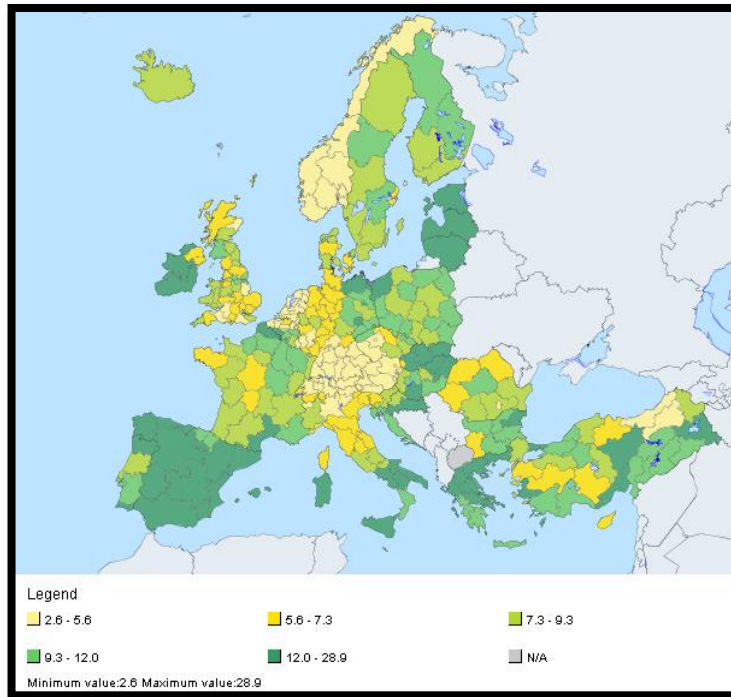 Legend
2.6 - 5.6 5.6 - 7.3 7.3 - 9.3
9.3 - 12.0 12.0 - 28.9 N/A
Minimum value:2.6 Maximum value:28.9